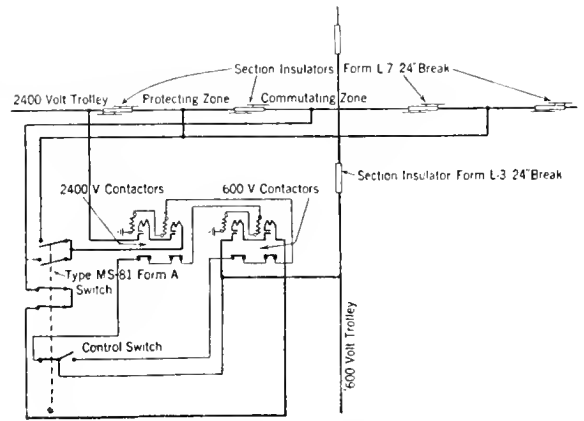 Section Insulators Form L-7 24" Break
2400 Volt Trolley Protecting Zone Commutating Zone
Section Insulator Form L-3 24" Break
2400 V Contactors 600 V Contactors
Type MS-81 Form A
Switch
Control Switch
600 Volt Trolley